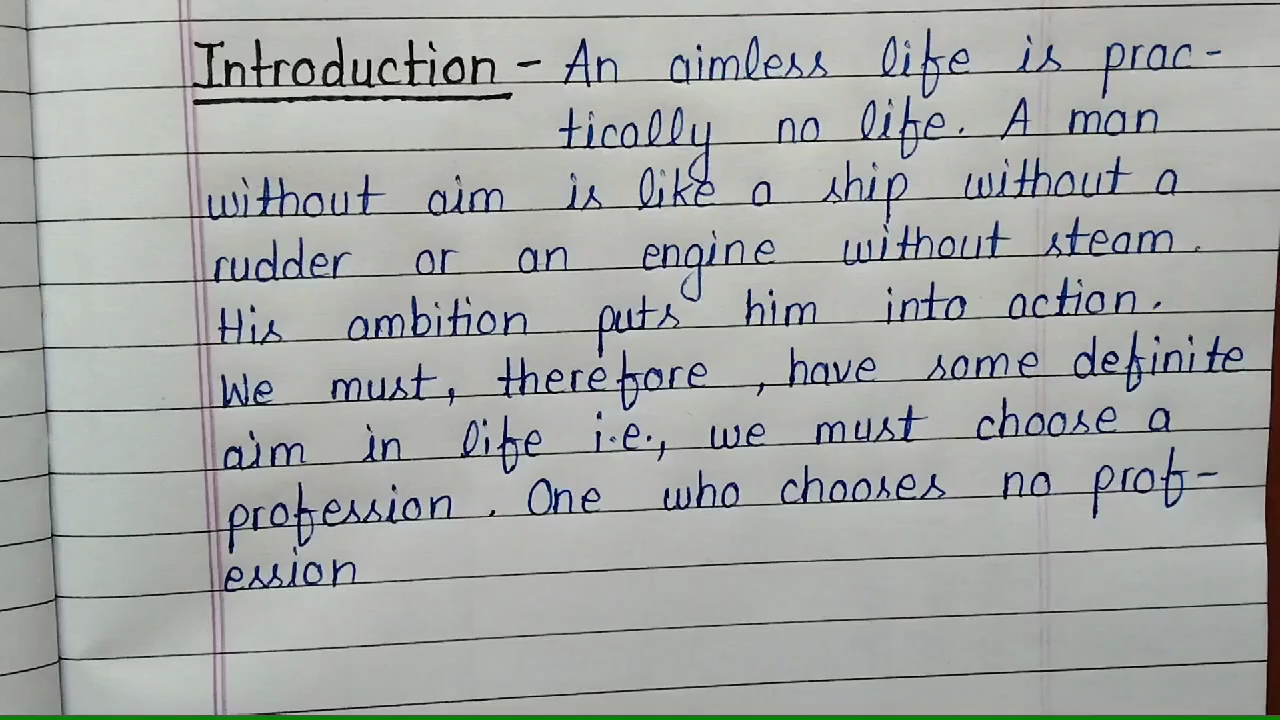 Introduction - An aimless life is prac-
tically no life. A man
without aim is like a ship without a
rudder or an engine without steam.
His ambition puts him into action.
We must, therefore, have some definite
aim in life i.e., we must choose a
profession. One who chooses no prof-
ession